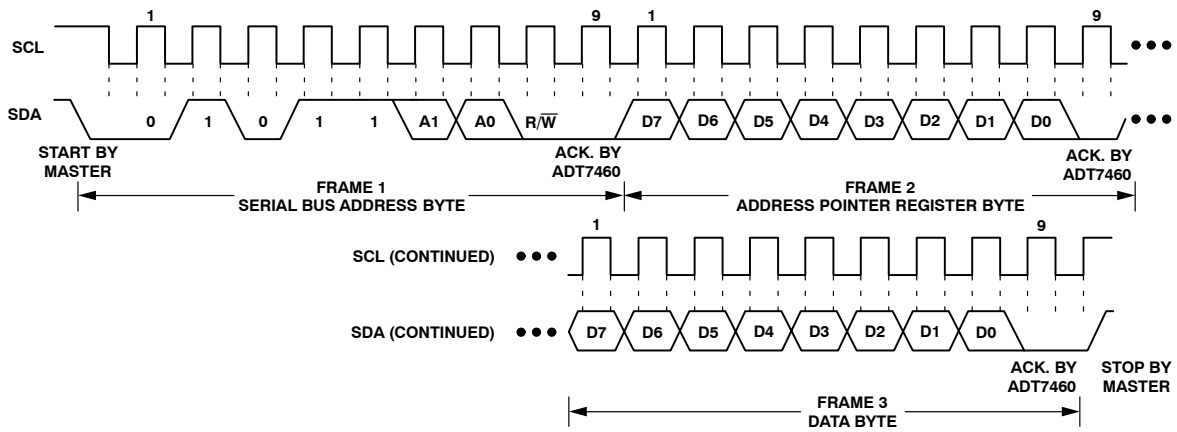 1 9 1 9
SCL
SDA 0 1 0 1 1 A1 A0 R/W̅ D7 D6 D5 D4 D3 D2 D1 D0
START BY MASTER
ACK. BY ADT7460
ACK. BY ADT7460
FRAME 1
SERIAL BUS ADDRESS BYTE
FRAME 2
ADDRESS POINTER REGISTER BYTE
1 9
SCL (CONTINUED)
SDA (CONTINUED) D7 D6 D5 D4 D3 D2 D1 D0
ACK. BY ADT7460
STOP BY MASTER
FRAME 3
DATA BYTE